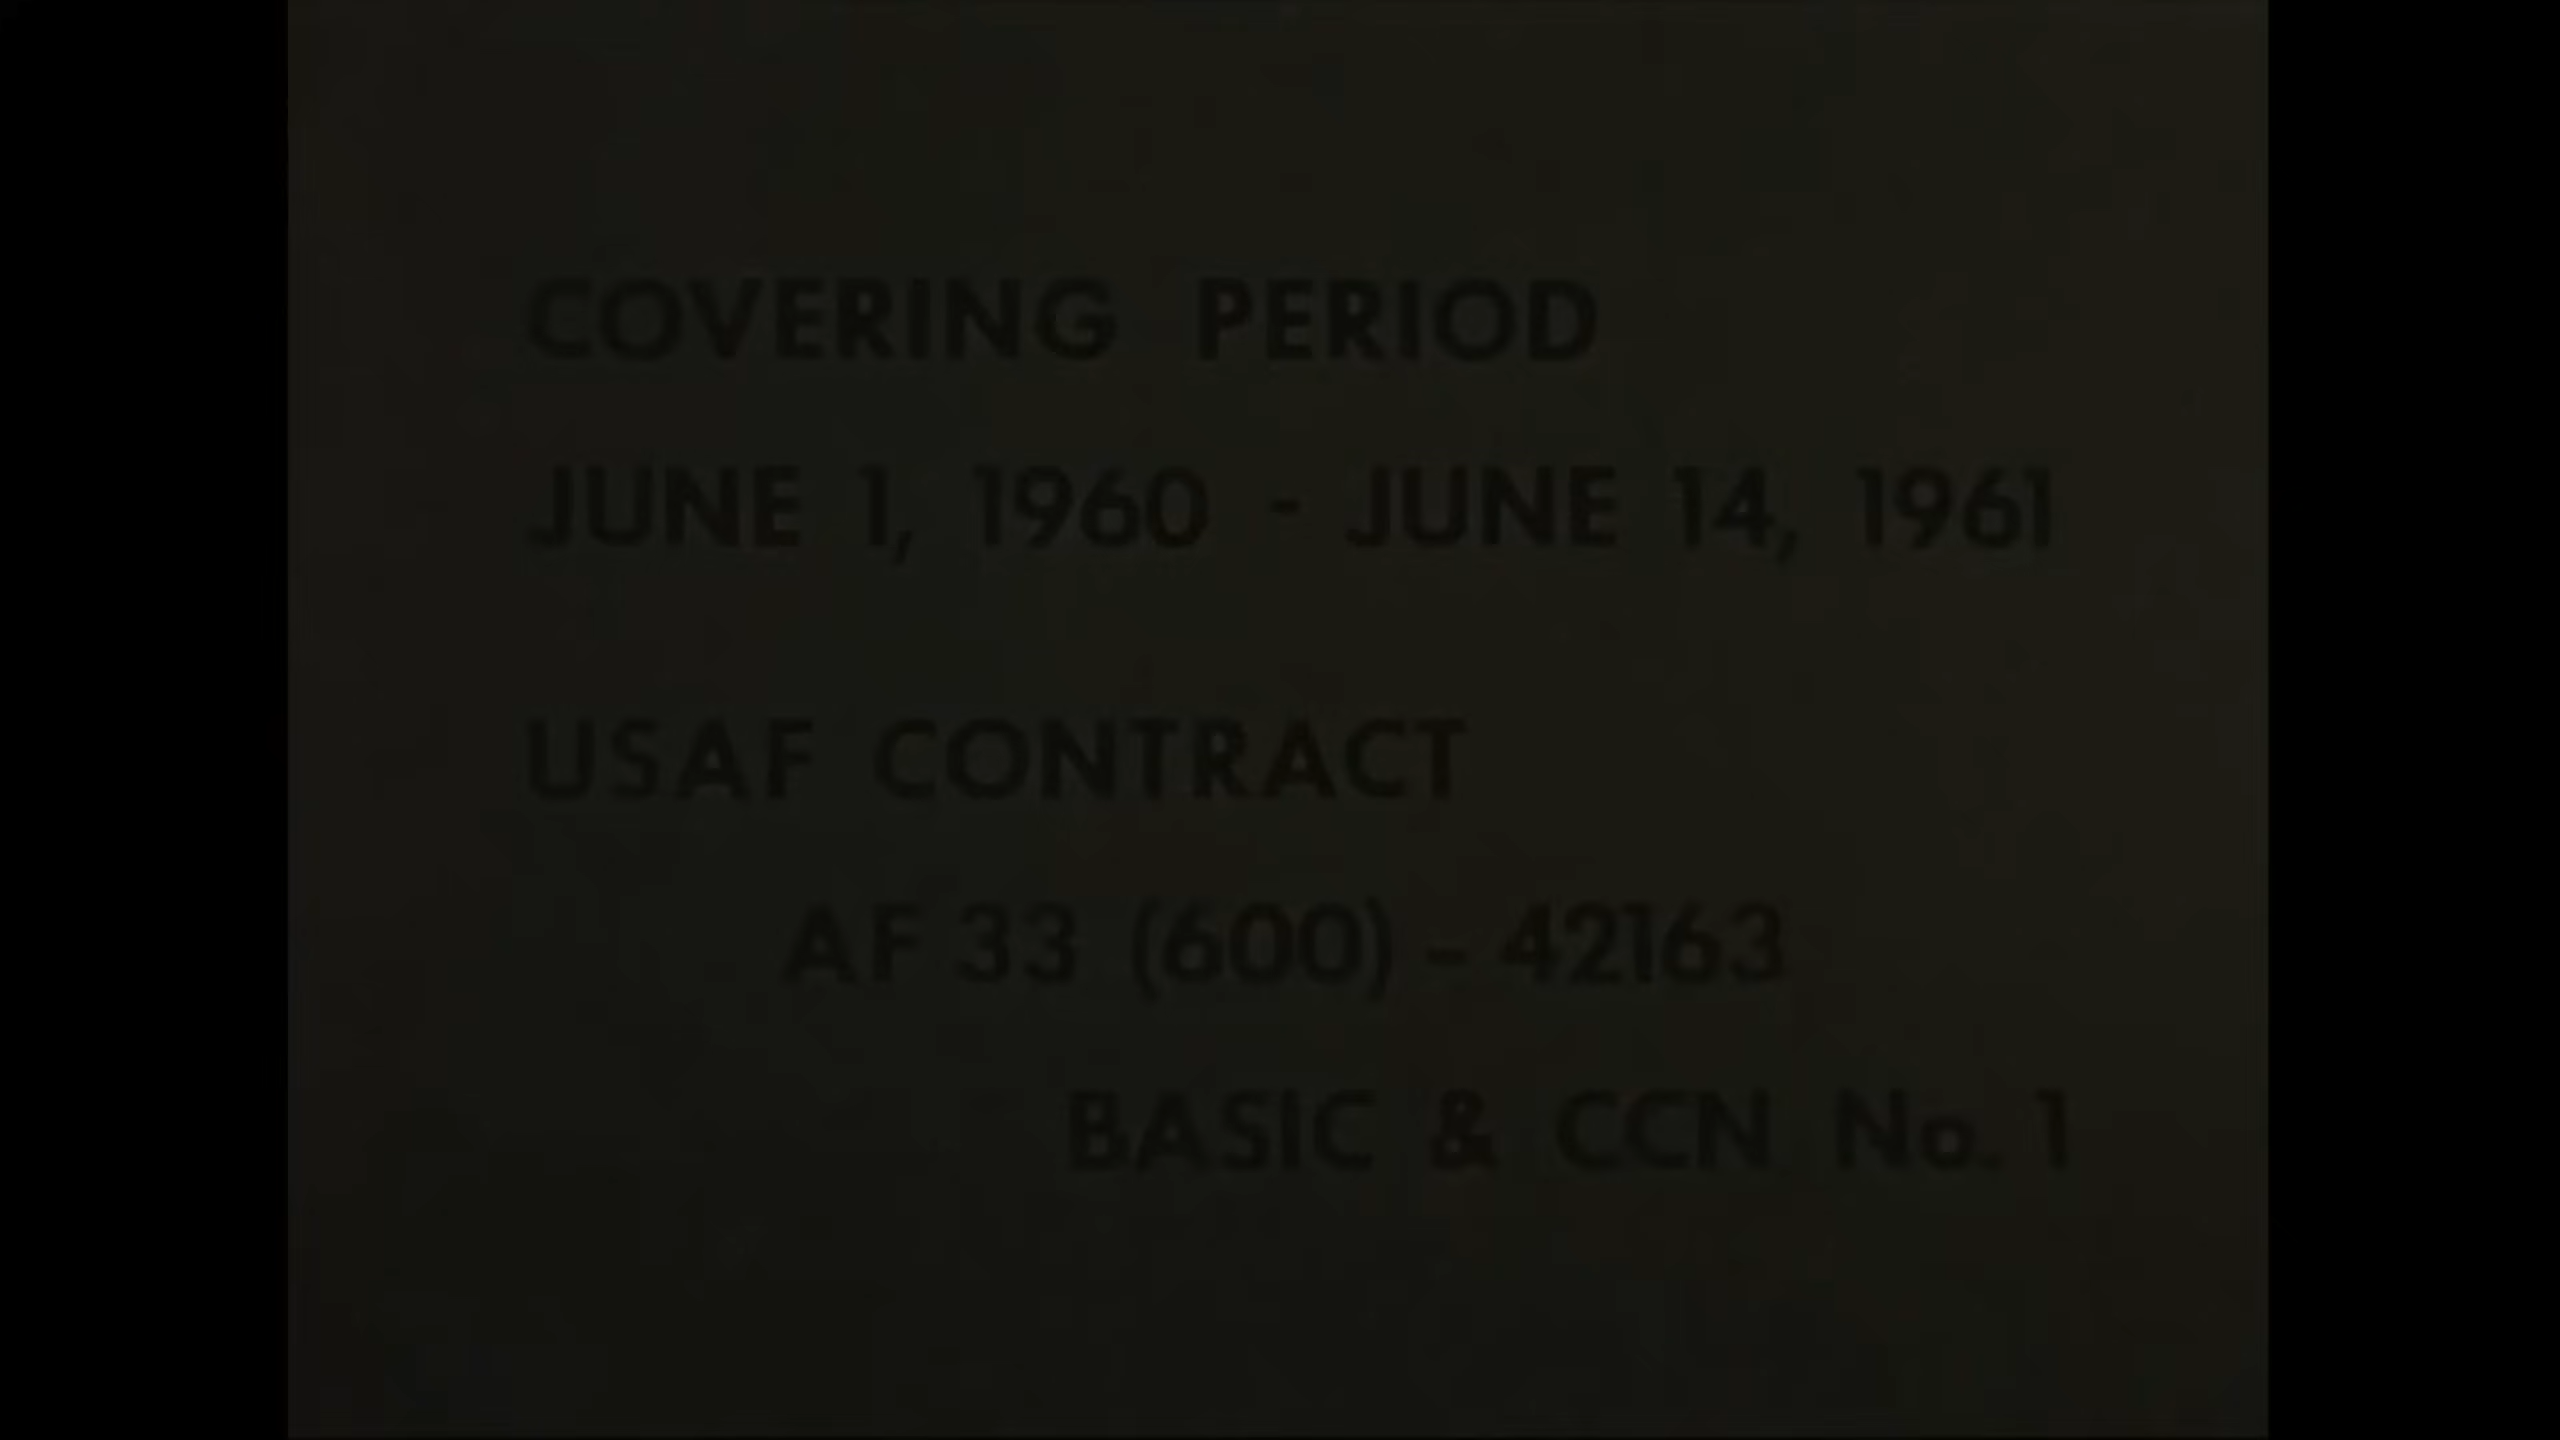 COVERING PERIOD
JUNE 1, 1960 - JUNE 14, 1961
USAF CONTRACT
AF 33 (600) - 42163
BASIC & CCN No. 1